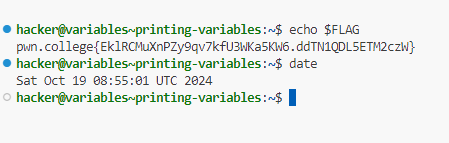 hacker@variables~printing-variables:~$ echo $FLAG
pwn.college{EklRCMuXnPZy9qv7kfU3WKa5KW6.ddTN1QDL5ETM2czW}
hacker@variables~printing-variables:~$ date
Sat Oct 19 08:55:01 UTC 2024
hacker@variables~printing-variables:~$